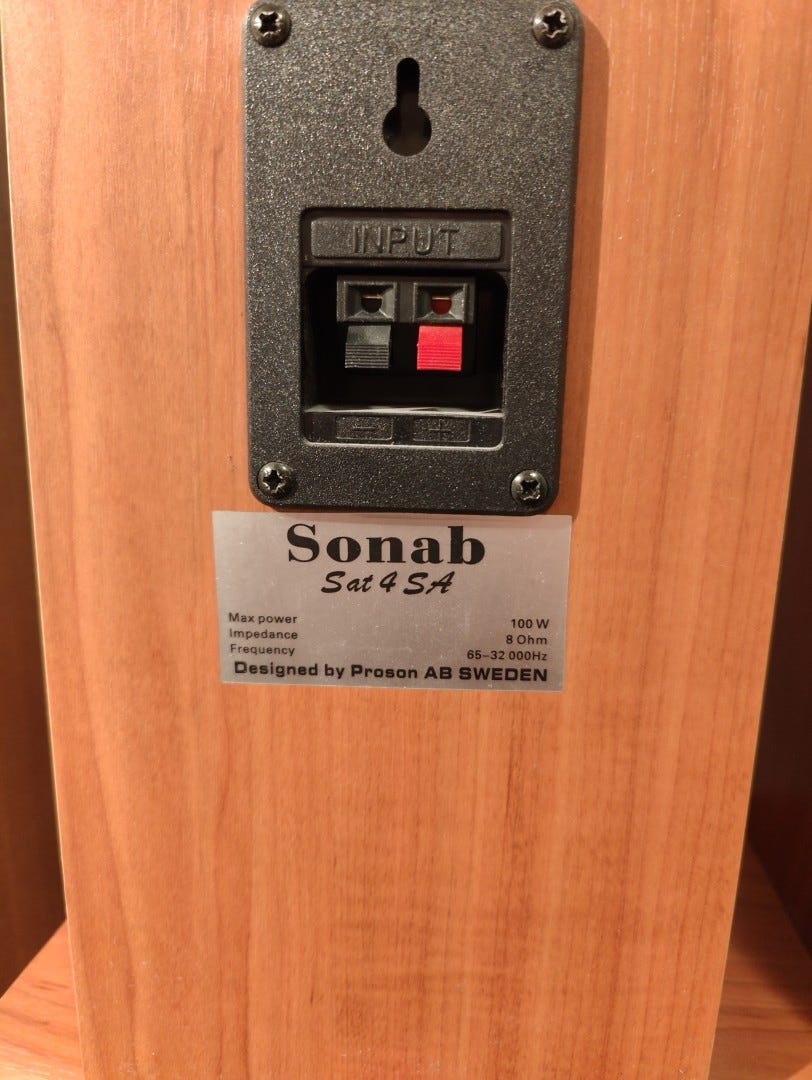 INPUT
- +
Sonab
Sat 4 SA
Max power 100 W
Impedance 8 Ohm
Frequency 65–32 000Hz
Designed by Proson AB SWEDEN